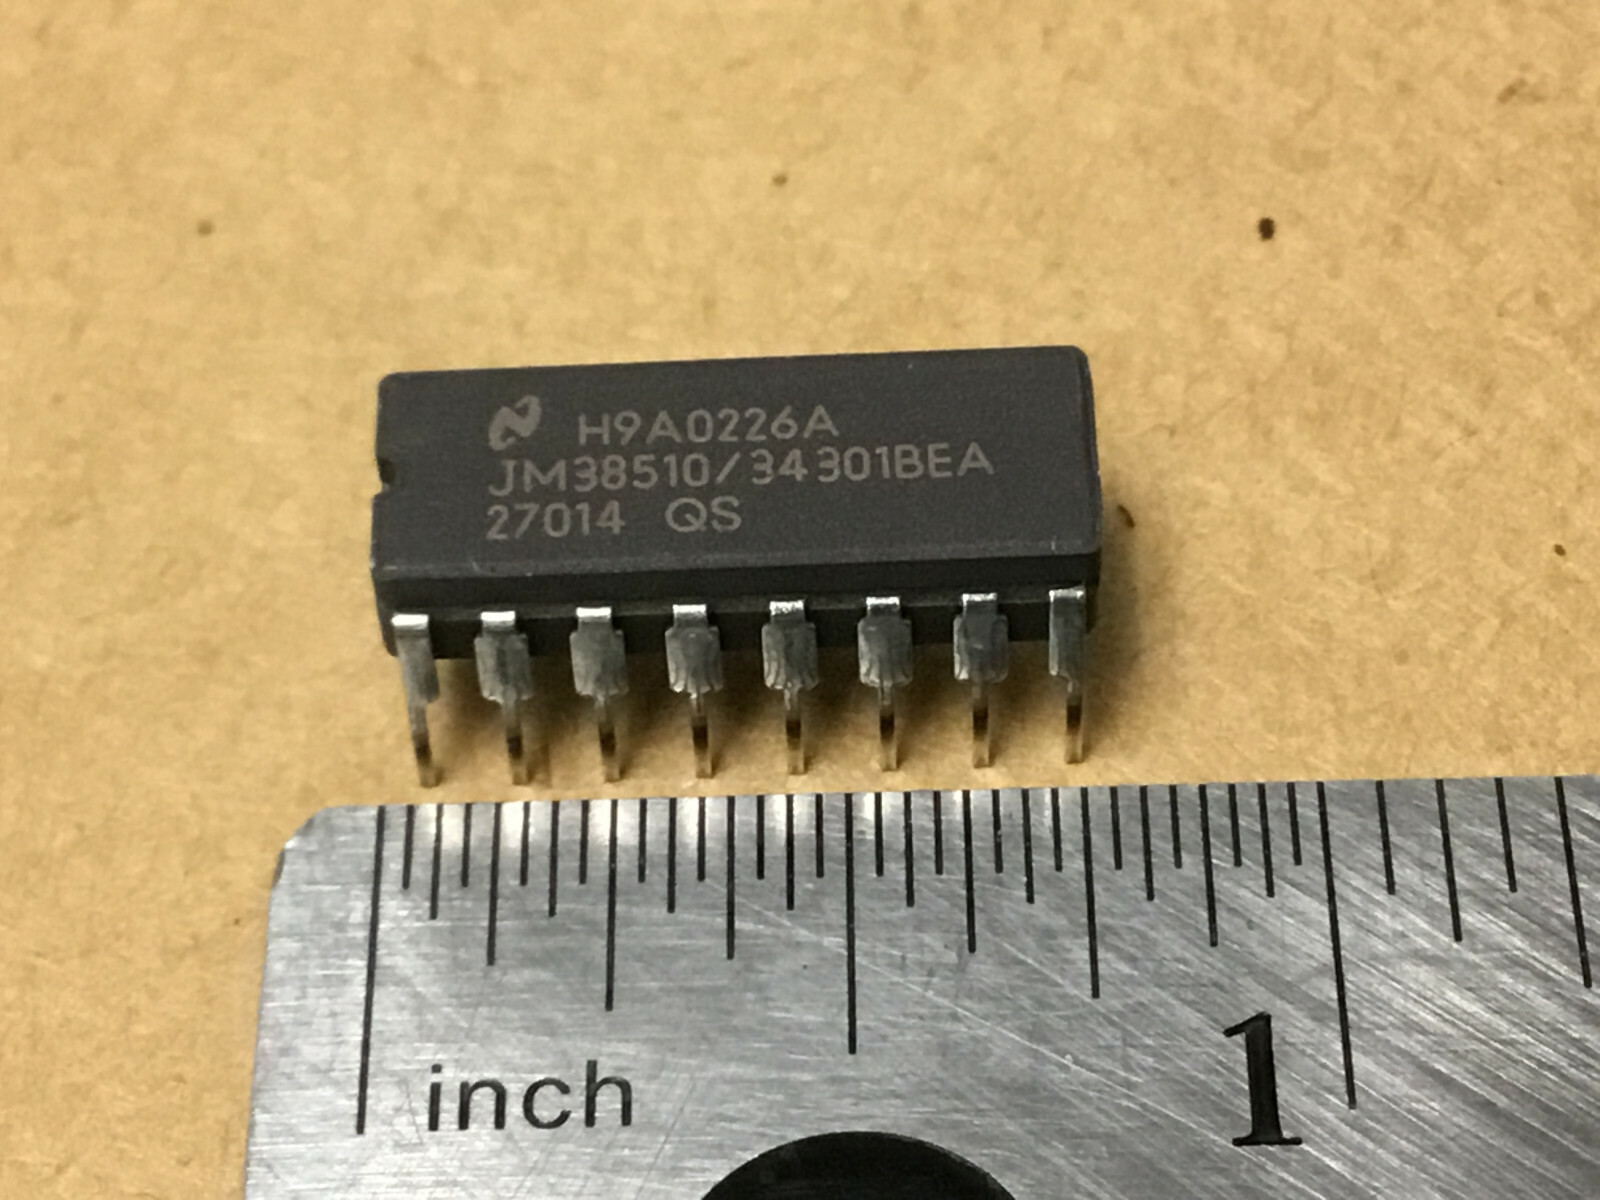 H9A0226A
JM38510/34301BEA
27014 QS
inch
1